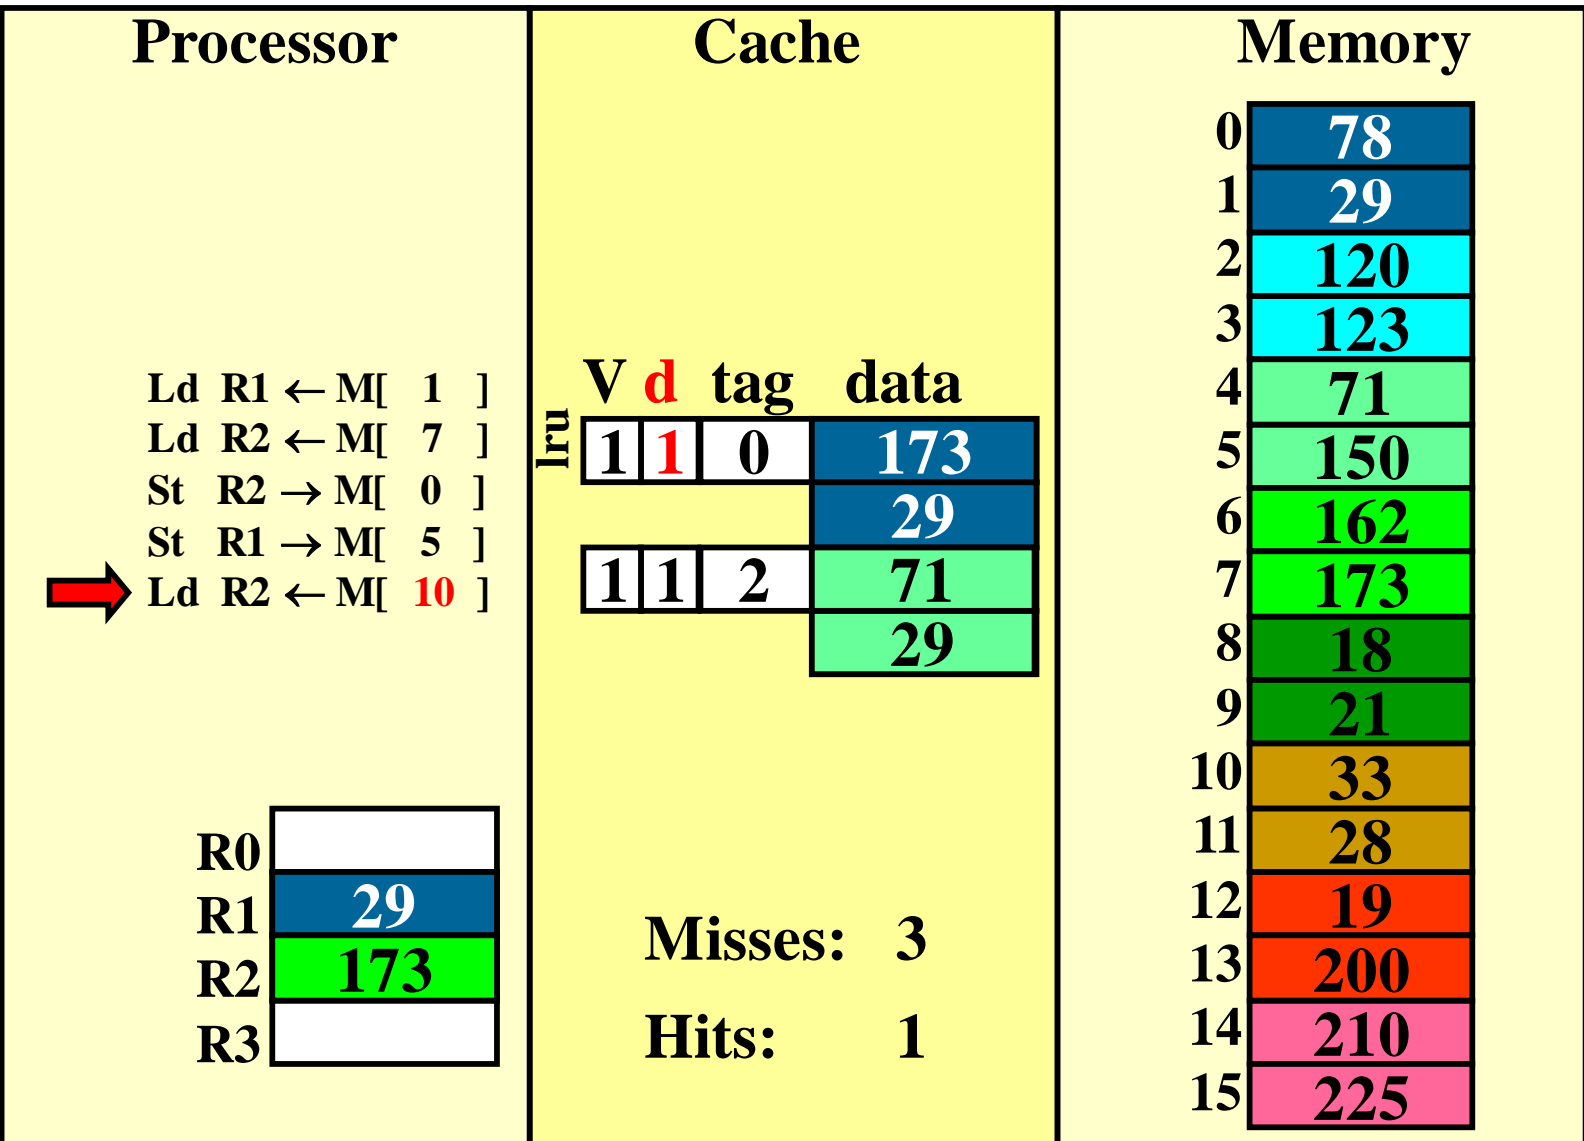 Processor
Ld R1 ← M[ 1 ]
Ld R2 ← M[ 7 ]
St R2 → M[ 0 ]
St R1 → M[ 5 ]
Ld R2 ← M[ 10 ]
R0
R1 29
R2 173
R3
Cache
V d tag data
lru
1 1 0 173
29
1 1 2 71
29
Misses: 3
Hits: 1
Memory
0 78
1 29
2 120
3 123
4 71
5 150
6 162
7 173
8 18
9 21
10 33
11 28
12 19
13 200
14 210
15 225